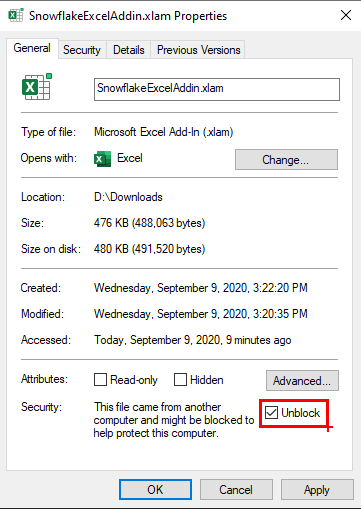 SnowflakeExcelAddin.xlam Properties
General Security Details Previous Versions
SnowflakeExcelAddin.xlam
Type of file: Microsoft Excel Add-In (.xlam)
Opens with: Excel Change...
Location: D:\Downloads
Size: 476 KB (488,063 bytes)
Size on disk: 480 KB (491,520 bytes)
Created: Wednesday, September 9, 2020, 3:22:20 PM
Modified: Wednesday, September 9, 2020, 3:20:35 PM
Accessed: Today, September 9, 2020, 9 minutes ago
Attributes: Read-only Hidden Advanced...
Security: This file came from another Unblock
computer and might be blocked to
help protect this computer.
OK Cancel Apply